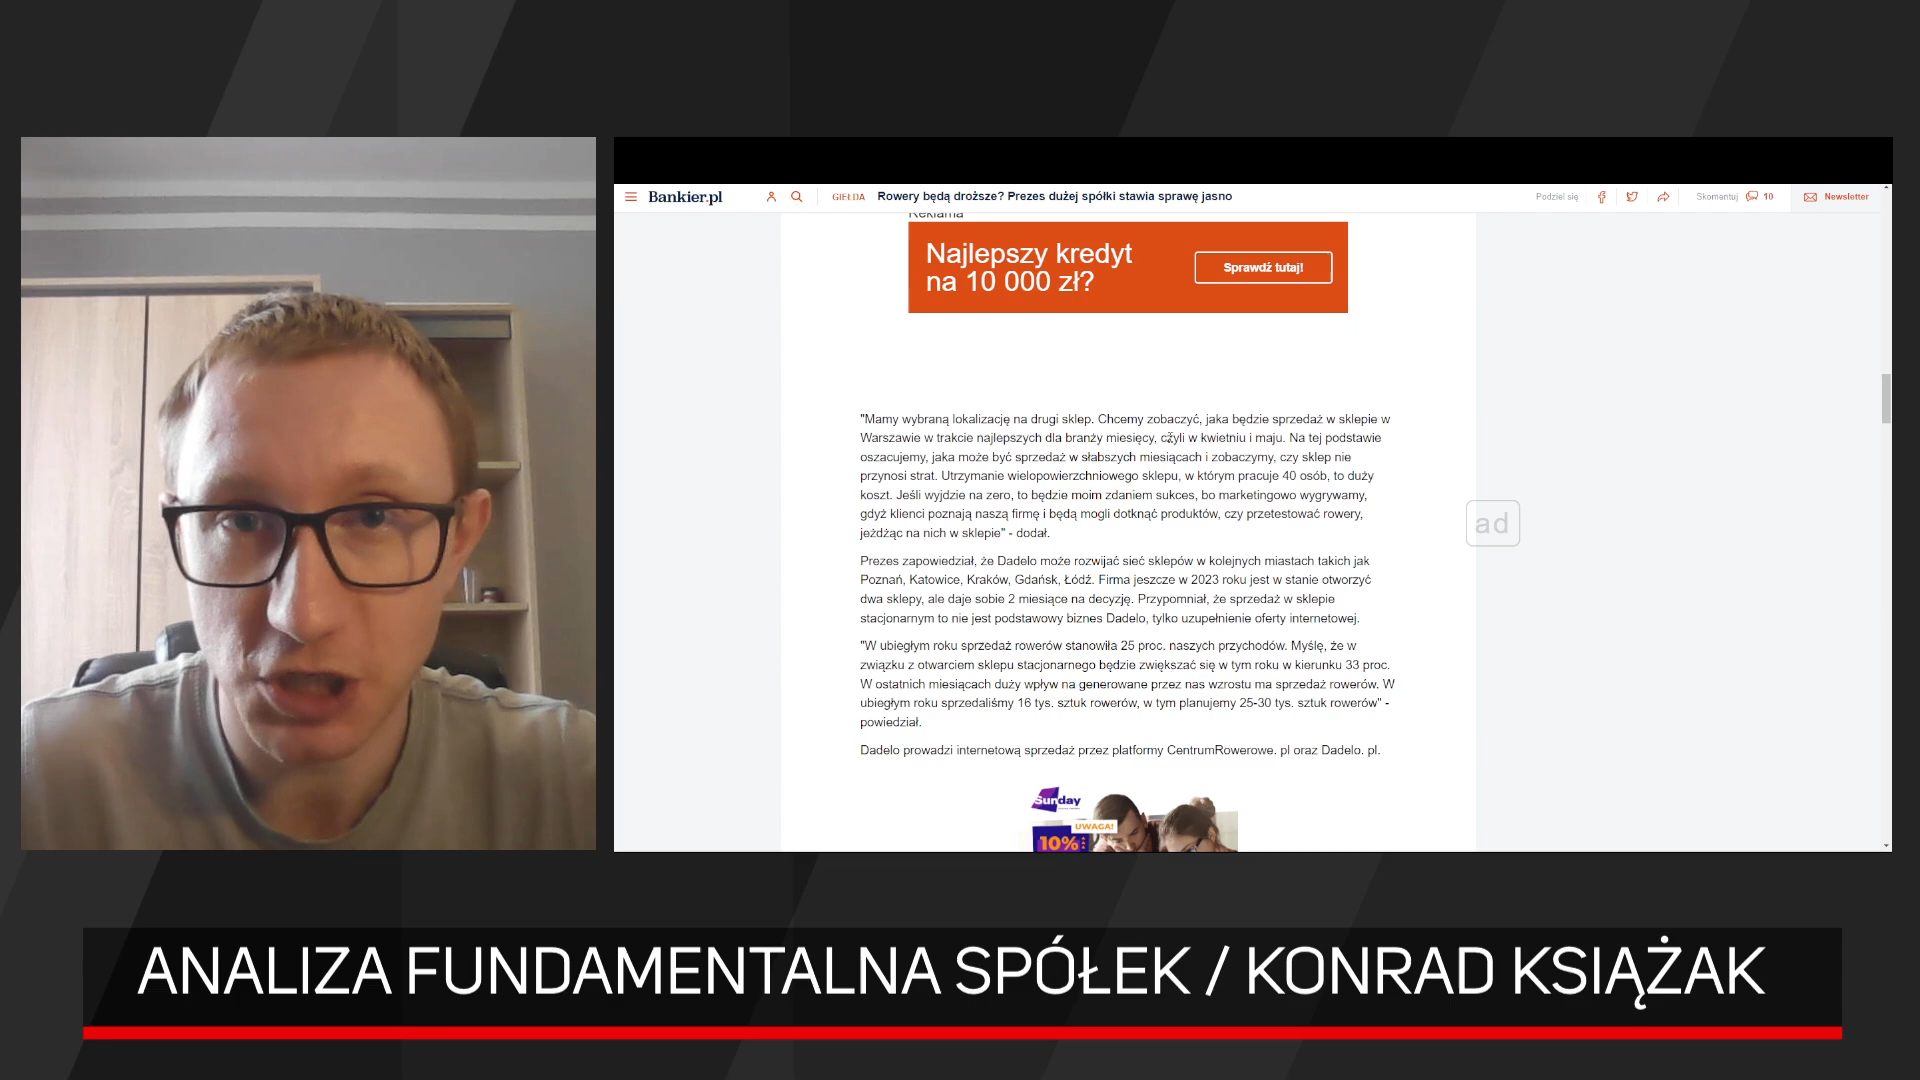 Bankier.pl
GIEŁDA
Rowery będą droższe? Prezes dużej spółki stawia sprawę jasno
Podziel się
Skomentuj
10
Newsletter
Reklama
Najlepszy kredyt
na 10 000 zł?
Sprawdź tutaj!
"Mamy wybraną lokalizację na drugi sklep. Chcemy zobaczyć, jaka będzie sprzedaż w sklepie w
Warszawie w trakcie najlepszych dla branży miesięcy, czyli w kwietniu i maju. Na tej podstawie
oszacujemy, jaka może być sprzedaż w słabszych miesiącach i zobaczymy, czy sklep nie
przynosi strat. Utrzymanie wielopowierzchniowego sklepu, w którym pracuje 40 osób, to duży
koszt. Jeśli wyjdzie na zero, to będzie moim zdaniem sukces, bo marketingowo wygrywamy,
gdyż klienci poznają naszą firmę i będą mogli dotknąć produktów, czy przetestować rowery,
jeżdżąc na nich w sklepie" - dodał.
Prezes zapowiedział, że Dadelo może rozwijać sieć sklepów w kolejnych miastach takich jak
Poznań, Katowice, Kraków, Gdańsk, Łódź. Firma jeszcze w 2023 roku jest w stanie otworzyć
dwa sklepy, ale daje sobie 2 miesiące na decyzję. Przypomniał, że sprzedaż w sklepie
stacjonarnym to nie jest podstawowy biznes Dadelo, tylko uzupełnienie oferty internetowej.
"W ubiegłym roku sprzedaż rowerów stanowiła 25 proc. naszych przychodów. Myślę, że w
związku z otwarciem sklepu stacjonarnego będzie zwiększać się w tym roku w kierunku 33 proc.
W ostatnich miesiącach duży wpływ na generowane przez nas wzrostu ma sprzedaż rowerów. W
ubiegłym roku sprzedaliśmy 16 tys. sztuk rowerów, w tym planujemy 25-30 tys. sztuk rowerów" -
powiedział.
Dadelo prowadzi internetową sprzedaż przez platformy CentrumRowerowe. pl oraz Dadelo. pl.
ad
Sunday
UWAGA!
10%
ANALIZA FUNDAMENTALNA SPÓŁEK / KONRAD KSIĄŻAK